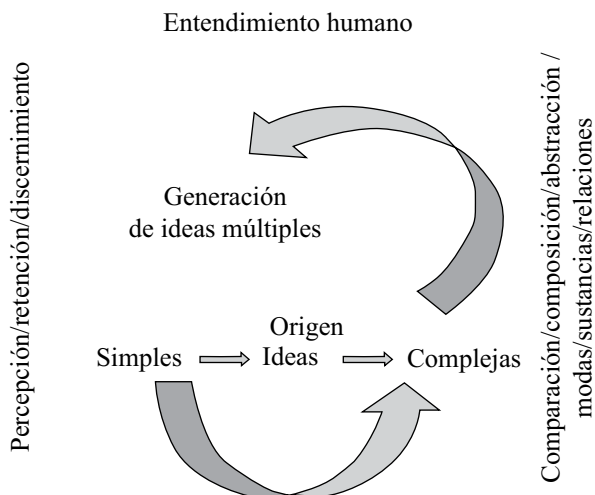 Entendimiento humano
Percepción/retención/discernimiento
Generación
de ideas múltiples
Origen
Simples Ideas Complejas
Comparación/composición/abstracción /
modas/sustancias/relaciones